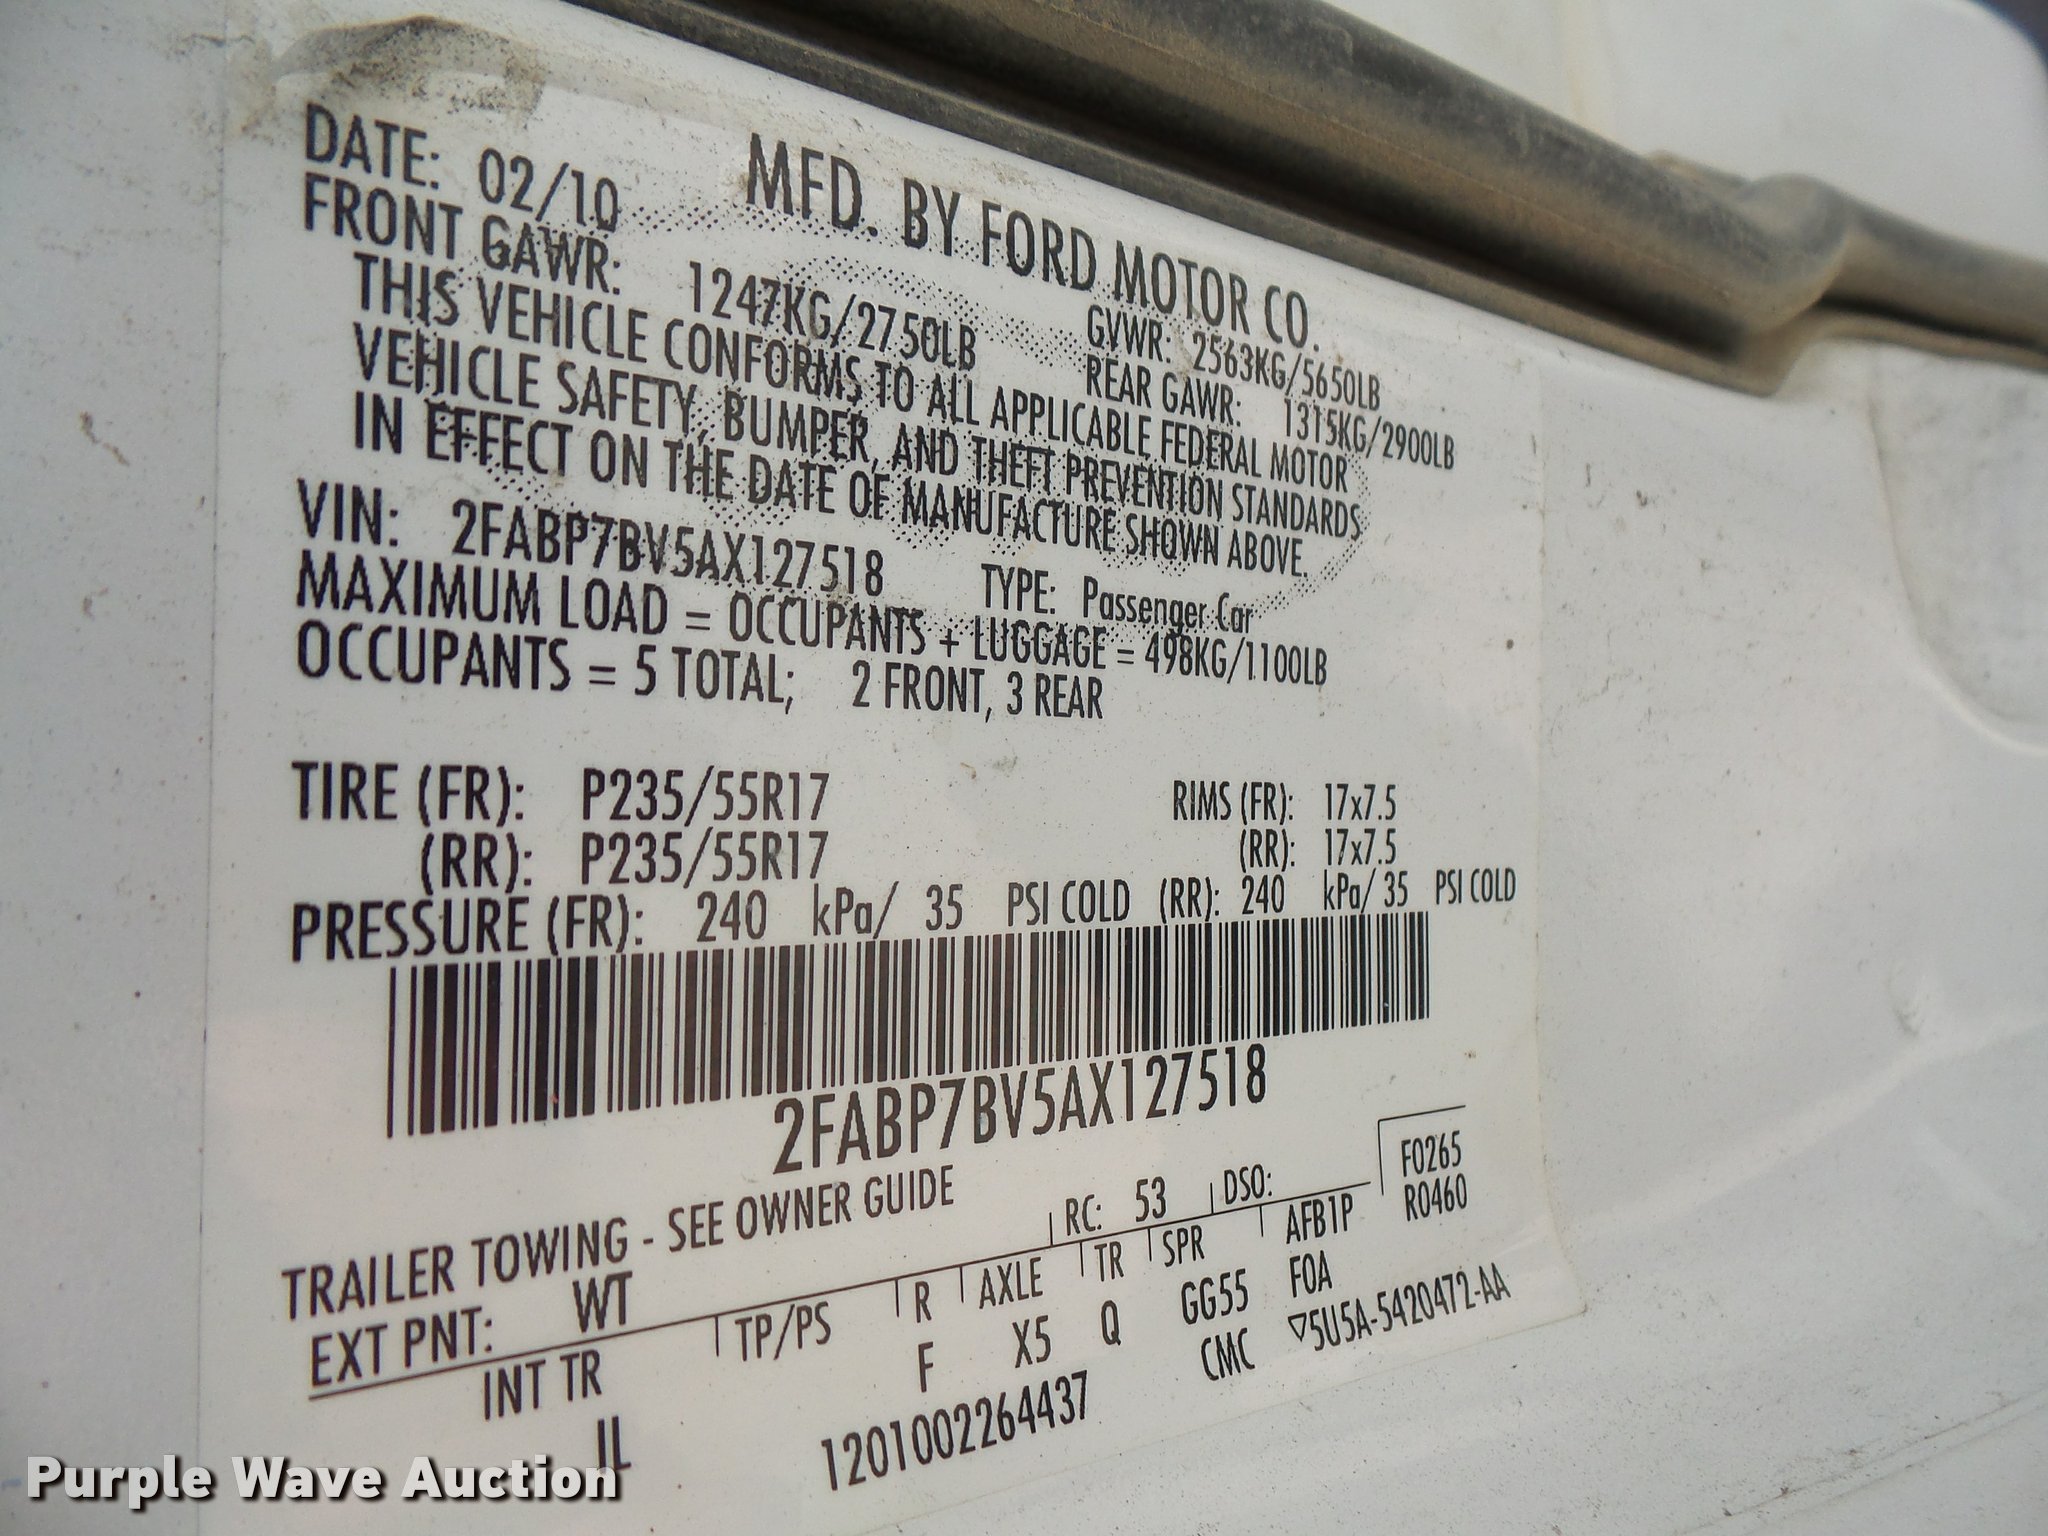 MFD. BY FORD MOTOR CO.
DATE: 02/10 GVWR: 2563KG/5650LB
FRONT GAWR: 1247KG/2750LB REAR GAWR: 1315KG/2900LB
THIS VEHICLE CONFORMS TO ALL APPLICABLE FEDERAL MOTOR
VEHICLE SAFETY, BUMPER, AND THEFT PREVENTION STANDARDS
IN EFFECT ON THE DATE OF MANUFACTURE SHOWN ABOVE.
VIN: 2FABP7BV5AX127518 TYPE: Passenger Car
MAXIMUM LOAD = OCCUPANTS + LUGGAGE = 498KG/1100LB
OCCUPANTS = 5 TOTAL; 2 FRONT, 3 REAR
TIRE (FR): P235/55R17 RIMS (FR): 17x7.5
(RR): P235/55R17 (RR): 17x7.5
PRESSURE (FR): 240 kPa/ 35 PSI COLD (RR): 240 kPa/ 35 PSI COLD
2FABP7BV5AX127518
TRAILER TOWING - SEE OWNER GUIDE F0265
EXT PNT: WT RC: 53 DSO: R0460
INT TR TP/PS R AXLE TR SPR AFB1P
IL F X5 Q GG55 FOA
1201002264437 CMC ▽5U5A-5420472-AA
Purple Wave Auction